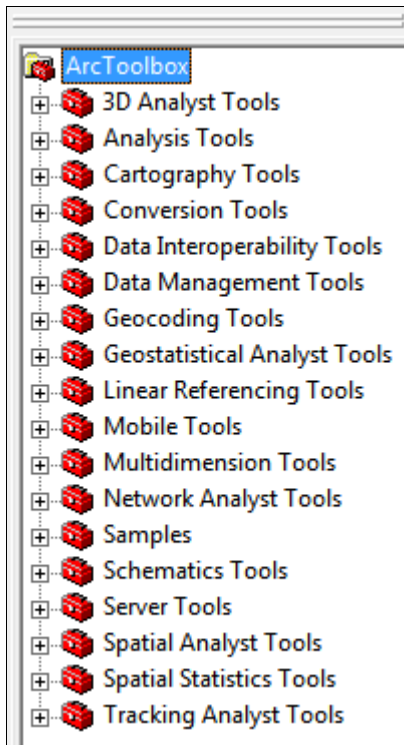 ArcToolbox
3D Analyst Tools
Analysis Tools
Cartography Tools
Conversion Tools
Data Interoperability Tools
Data Management Tools
Geocoding Tools
Geostatistical Analyst Tools
Linear Referencing Tools
Mobile Tools
Multidimension Tools
Network Analyst Tools
Samples
Schematics Tools
Server Tools
Spatial Analyst Tools
Spatial Statistics Tools
Tracking Analyst Tools